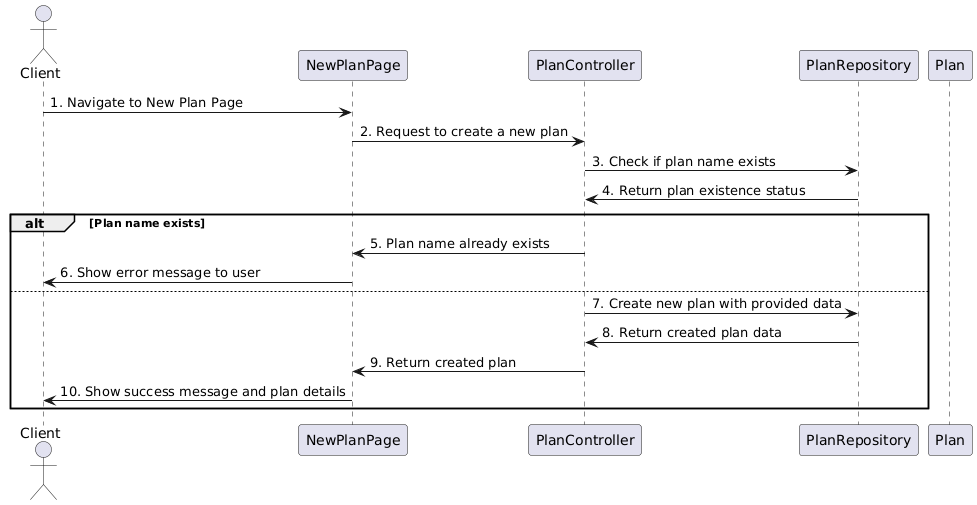 Client
NewPlanPage
PlanController
PlanRepository
Plan
1. Navigate to New Plan Page
2. Request to create a new plan
3. Check if plan name exists
4. Return plan existence status
alt [Plan name exists]
5. Plan name already exists
6. Show error message to user
7. Create new plan with provided data
8. Return created plan data
9. Return created plan
10. Show success message and plan details
Client
NewPlanPage
PlanController
PlanRepository
Plan